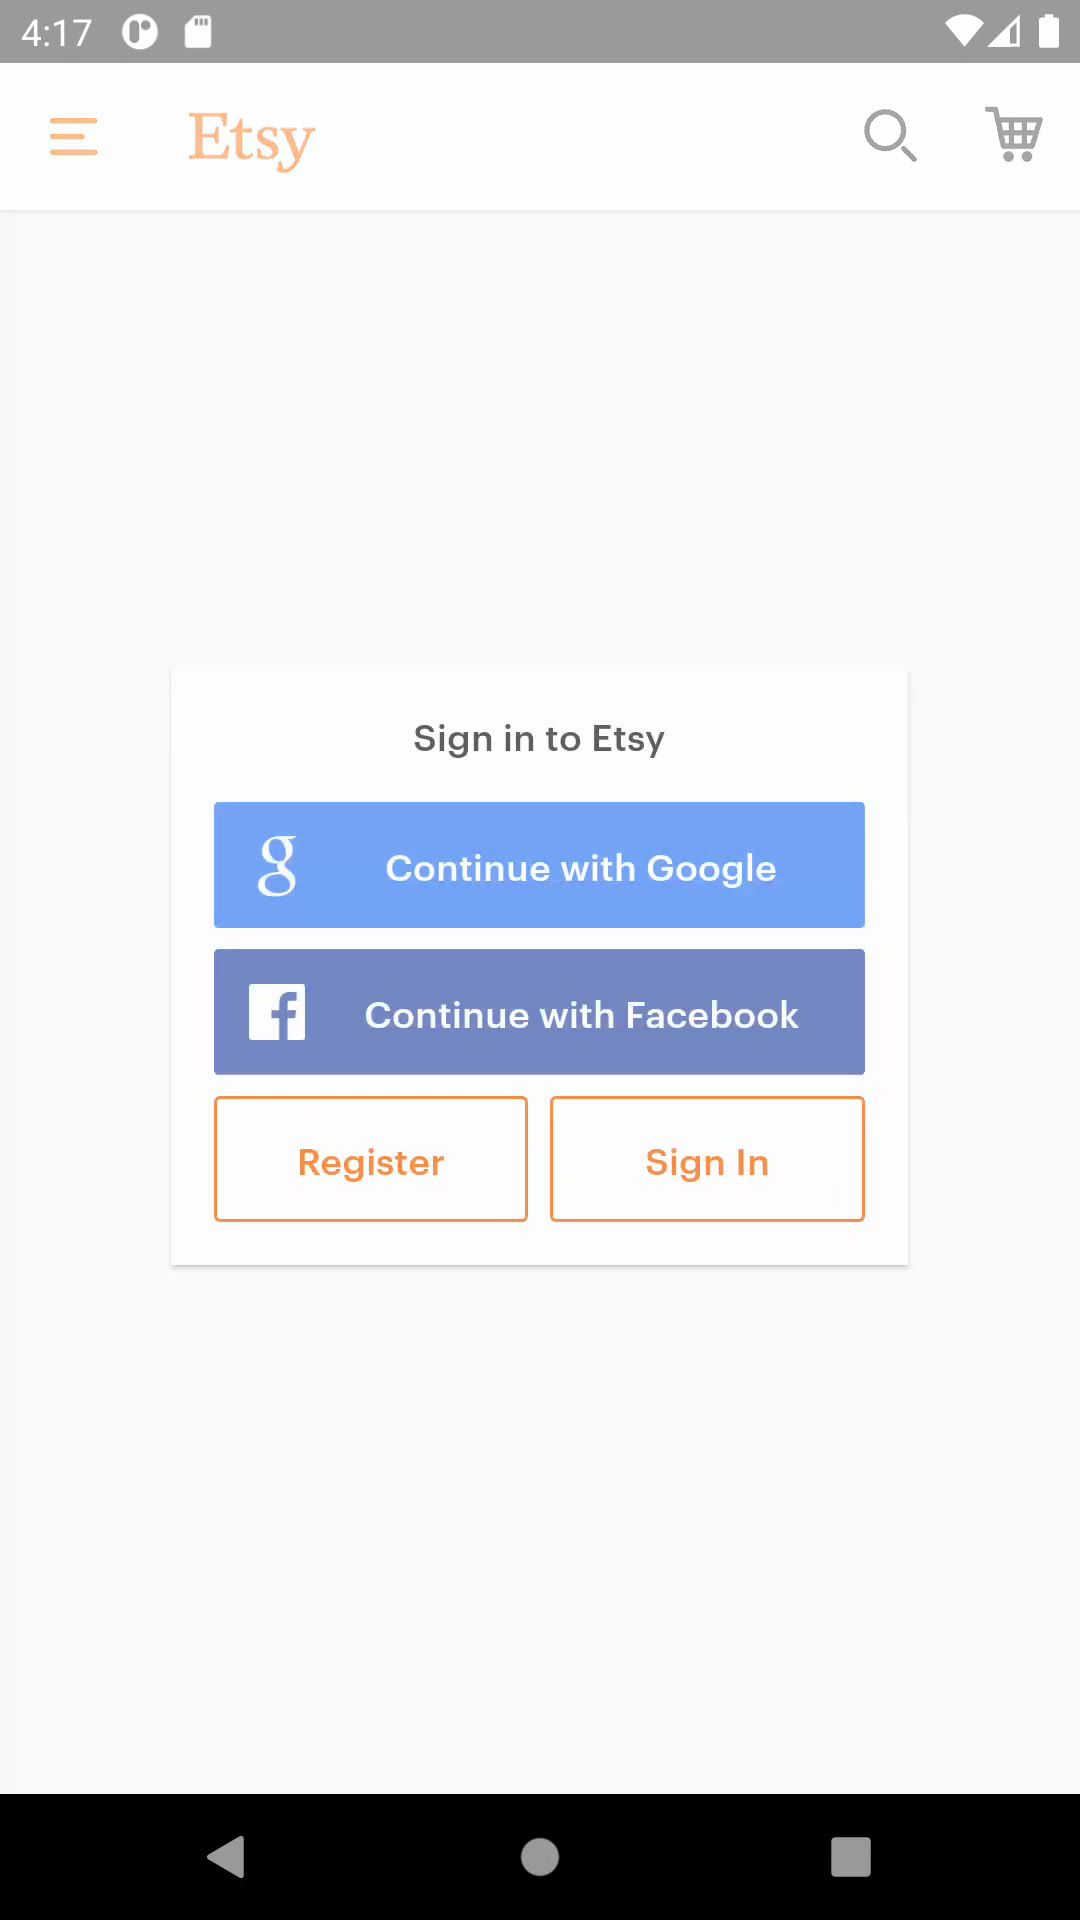 4:17
Etsy
Sign in to Etsy
g
Continue with Google
f
Continue with Facebook
Register
Sign In